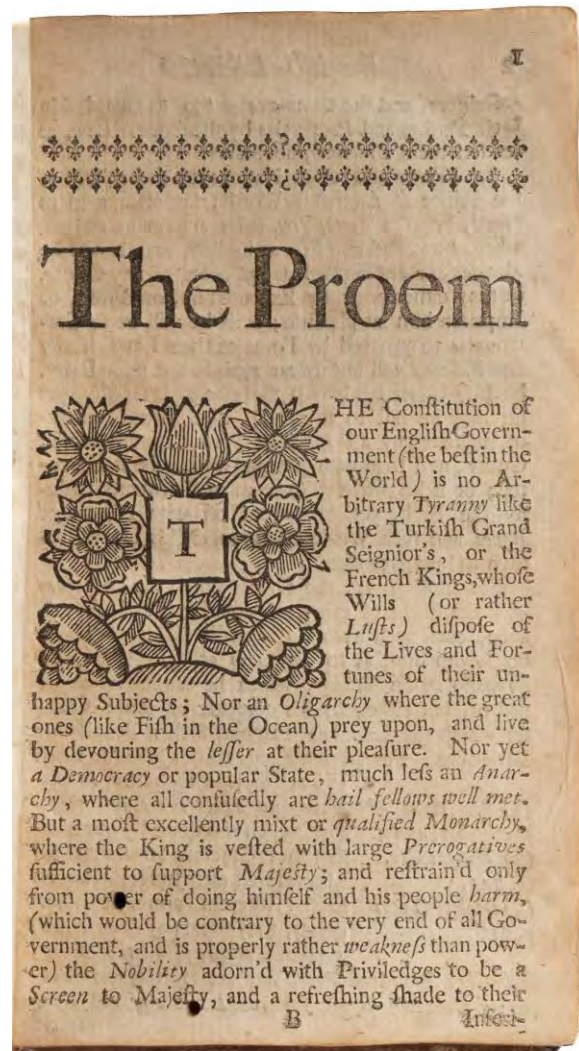 1
The Proem
THE Conſtitution of
our Engliſh Govern-
ment (the beſt in the
World) is no Ar-
bitrary Tyranny like
the Turkiſh Grand
Seignior's, or the
French Kings, whoſe
Wills (or rather
Luſts) diſpoſe of
the Lives and For-
tunes of their un-
happy Subjects; Nor an Oligarchy where the great
ones (like Fiſh in the Ocean) prey upon, and live
by devouring the leſſer at their pleaſure. Nor yet
a Democracy or popular State, much leſs an Anar-
chy, where all confuſedly are hail fellows well met.
But a moſt excellently mixt or qualified Monarchy,
where the King is veſted with large Prerogatives
ſufficient to ſupport Majeſty; and reſtrain'd only
from power of doing himſelf and his people harm,
(which would be contrary to the very end of all Go-
vernment, and is properly rather weakneſs than pow-
er) the Nobility adorn'd with Priviledges to be a
Screen to Majeſty, and a refreſhing ſhade to their
B Inferi-